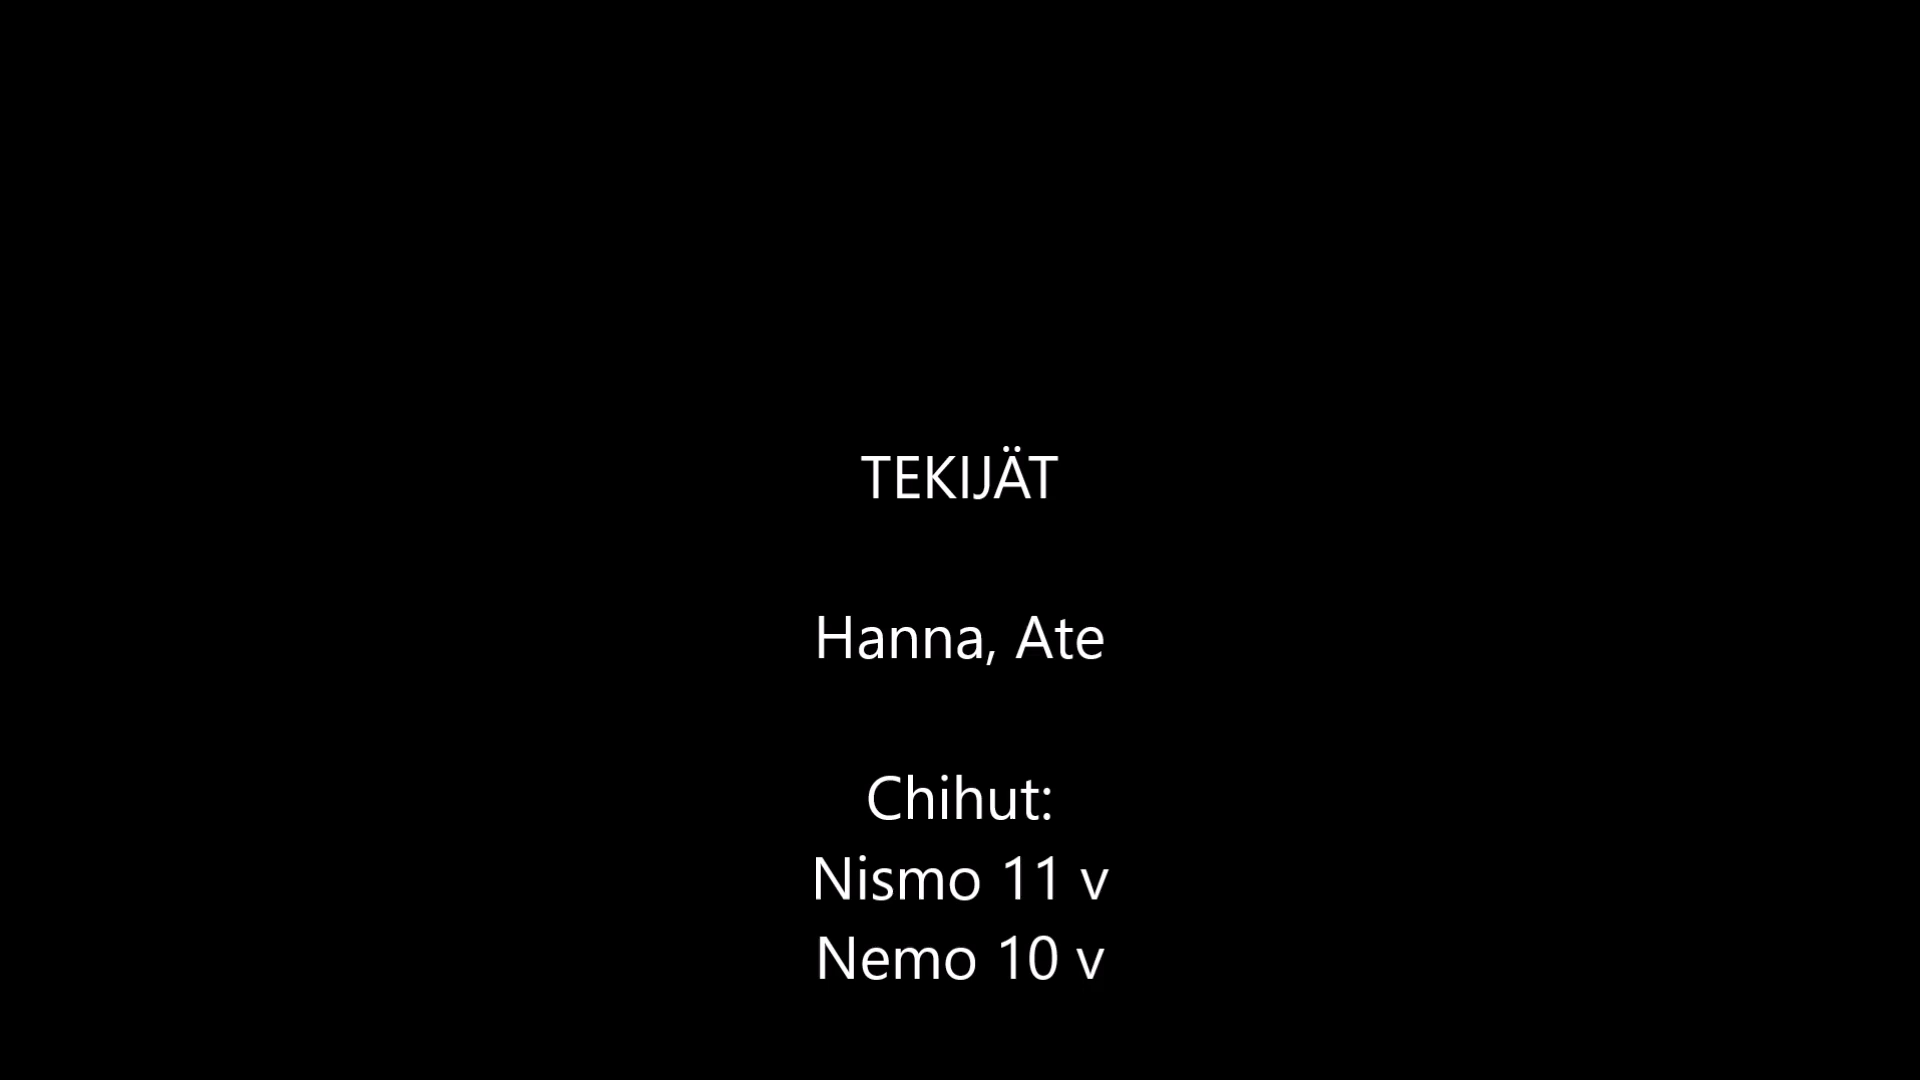 TEKIJÄT
Hanna, Ate
Chihut:
Nismo 11 v
Nemo 10 v